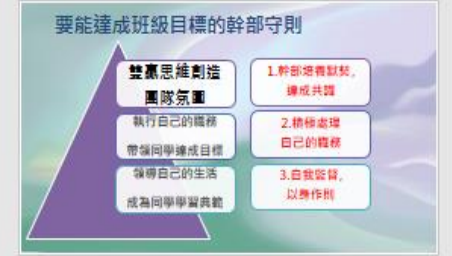 要能達成班級目標的幹部守則
雙贏思維創造
團隊氛圍
1.幹部培養默契,
達成共識
執行自己的職務
帶領同學達成目標
2.積極處理
自己的職務
領導自己的生活
成為同學學習典範
3.自我監督,
以身作則